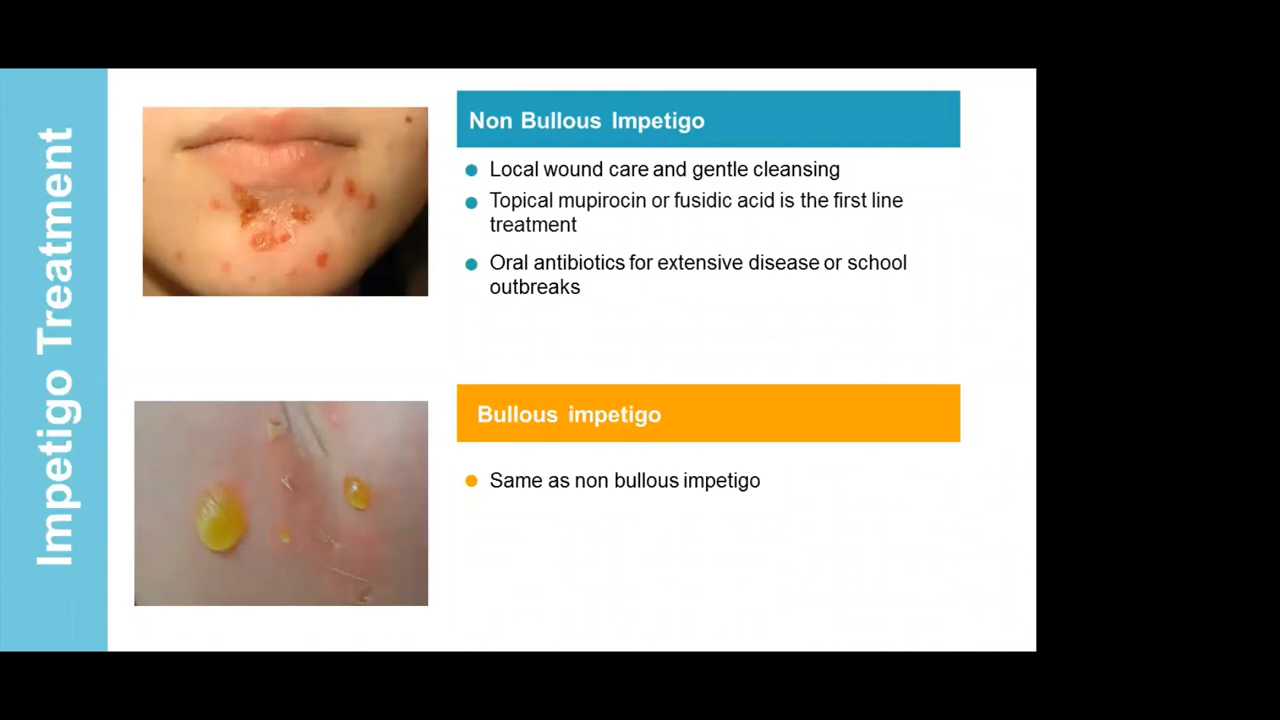 Impetigo Treatment
Non Bullous Impetigo
Local wound care and gentle cleansing
Topical mupirocin or fusidic acid is the first line
treatment
Oral antibiotics for extensive disease or school
outbreaks
Bullous impetigo
Same as non bullous impetigo